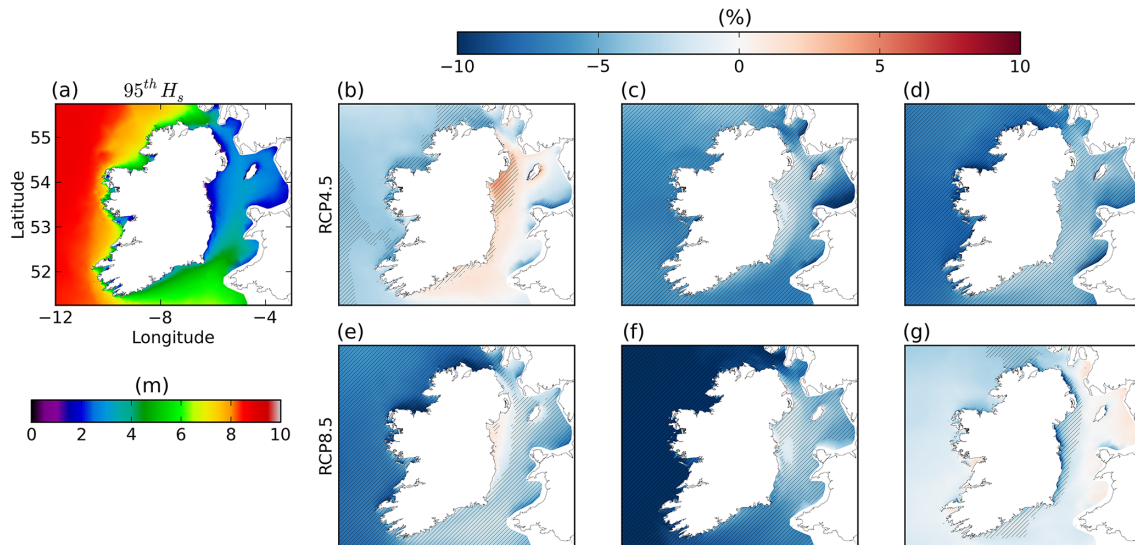 (%)
−10 −5 0 5 10
(a) 95th Hs (b) (c) (d)
55
54
53
52
Latitude
−12 −8 −4
Longitude
RCP4.5
(e) (f) (g)
(m)
0 2 4 6 8 10
RCP8.5